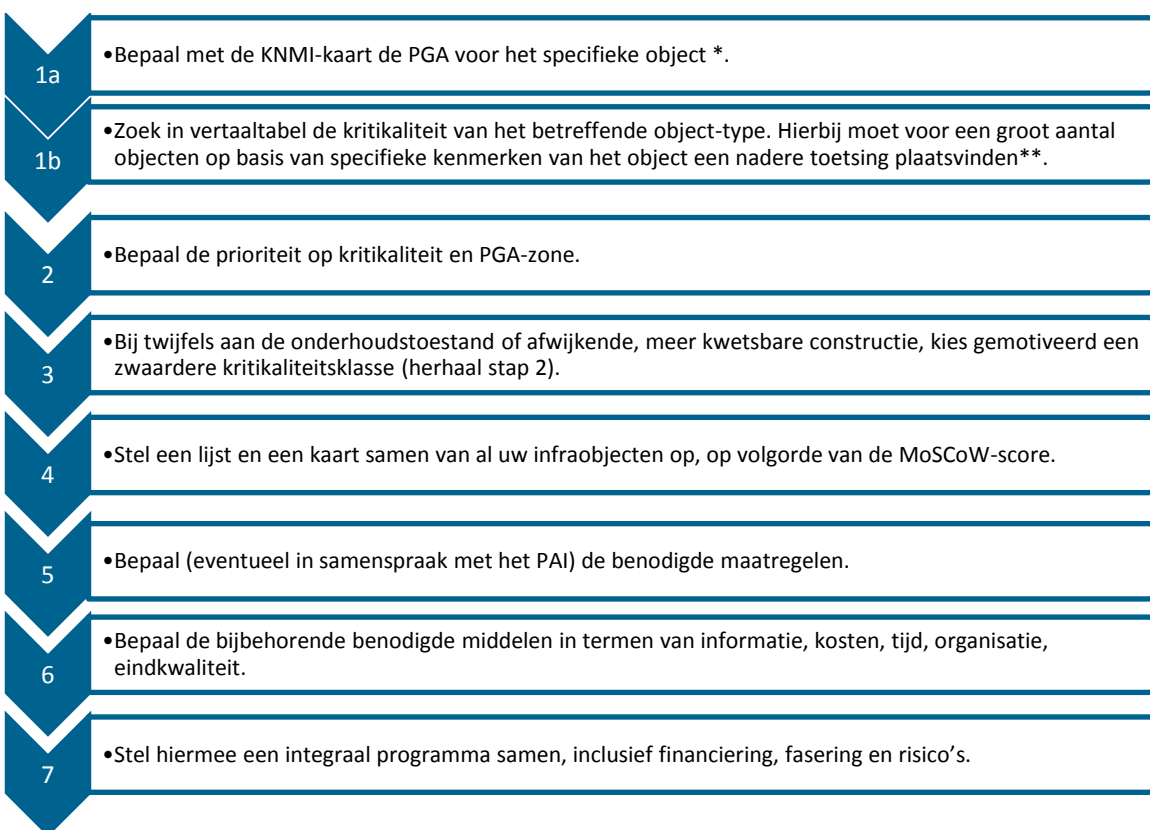 1a
•Bepaal met de KNMI-kaart de PGA voor het specifieke object *.
1b
•Zoek in vertaaltabel de kritikaliteit van het betreffende object-type. Hierbij moet voor een groot aantal
objecten op basis van specifieke kenmerken van het object een nadere toetsing plaatsvinden**.
2
•Bepaal de prioriteit op kritikaliteit en PGA-zone.
3
•Bij twijfels aan de onderhoudstoestand of afwijkende, meer kwetsbare constructie, kies gemotiveerd een
zwaardere kritikaliteitsklasse (herhaal stap 2).
4
•Stel een lijst en een kaart samen van al uw infraobjecten op, op volgorde van de MoSCoW-score.
5
•Bepaal (eventueel in samenspraak met het PAI) de benodigde maatregelen.
6
•Bepaal de bijbehorende benodigde middelen in termen van informatie, kosten, tijd, organisatie,
eindkwaliteit.
7
•Stel hiermee een integraal programma samen, inclusief financiering, fasering en risico’s.